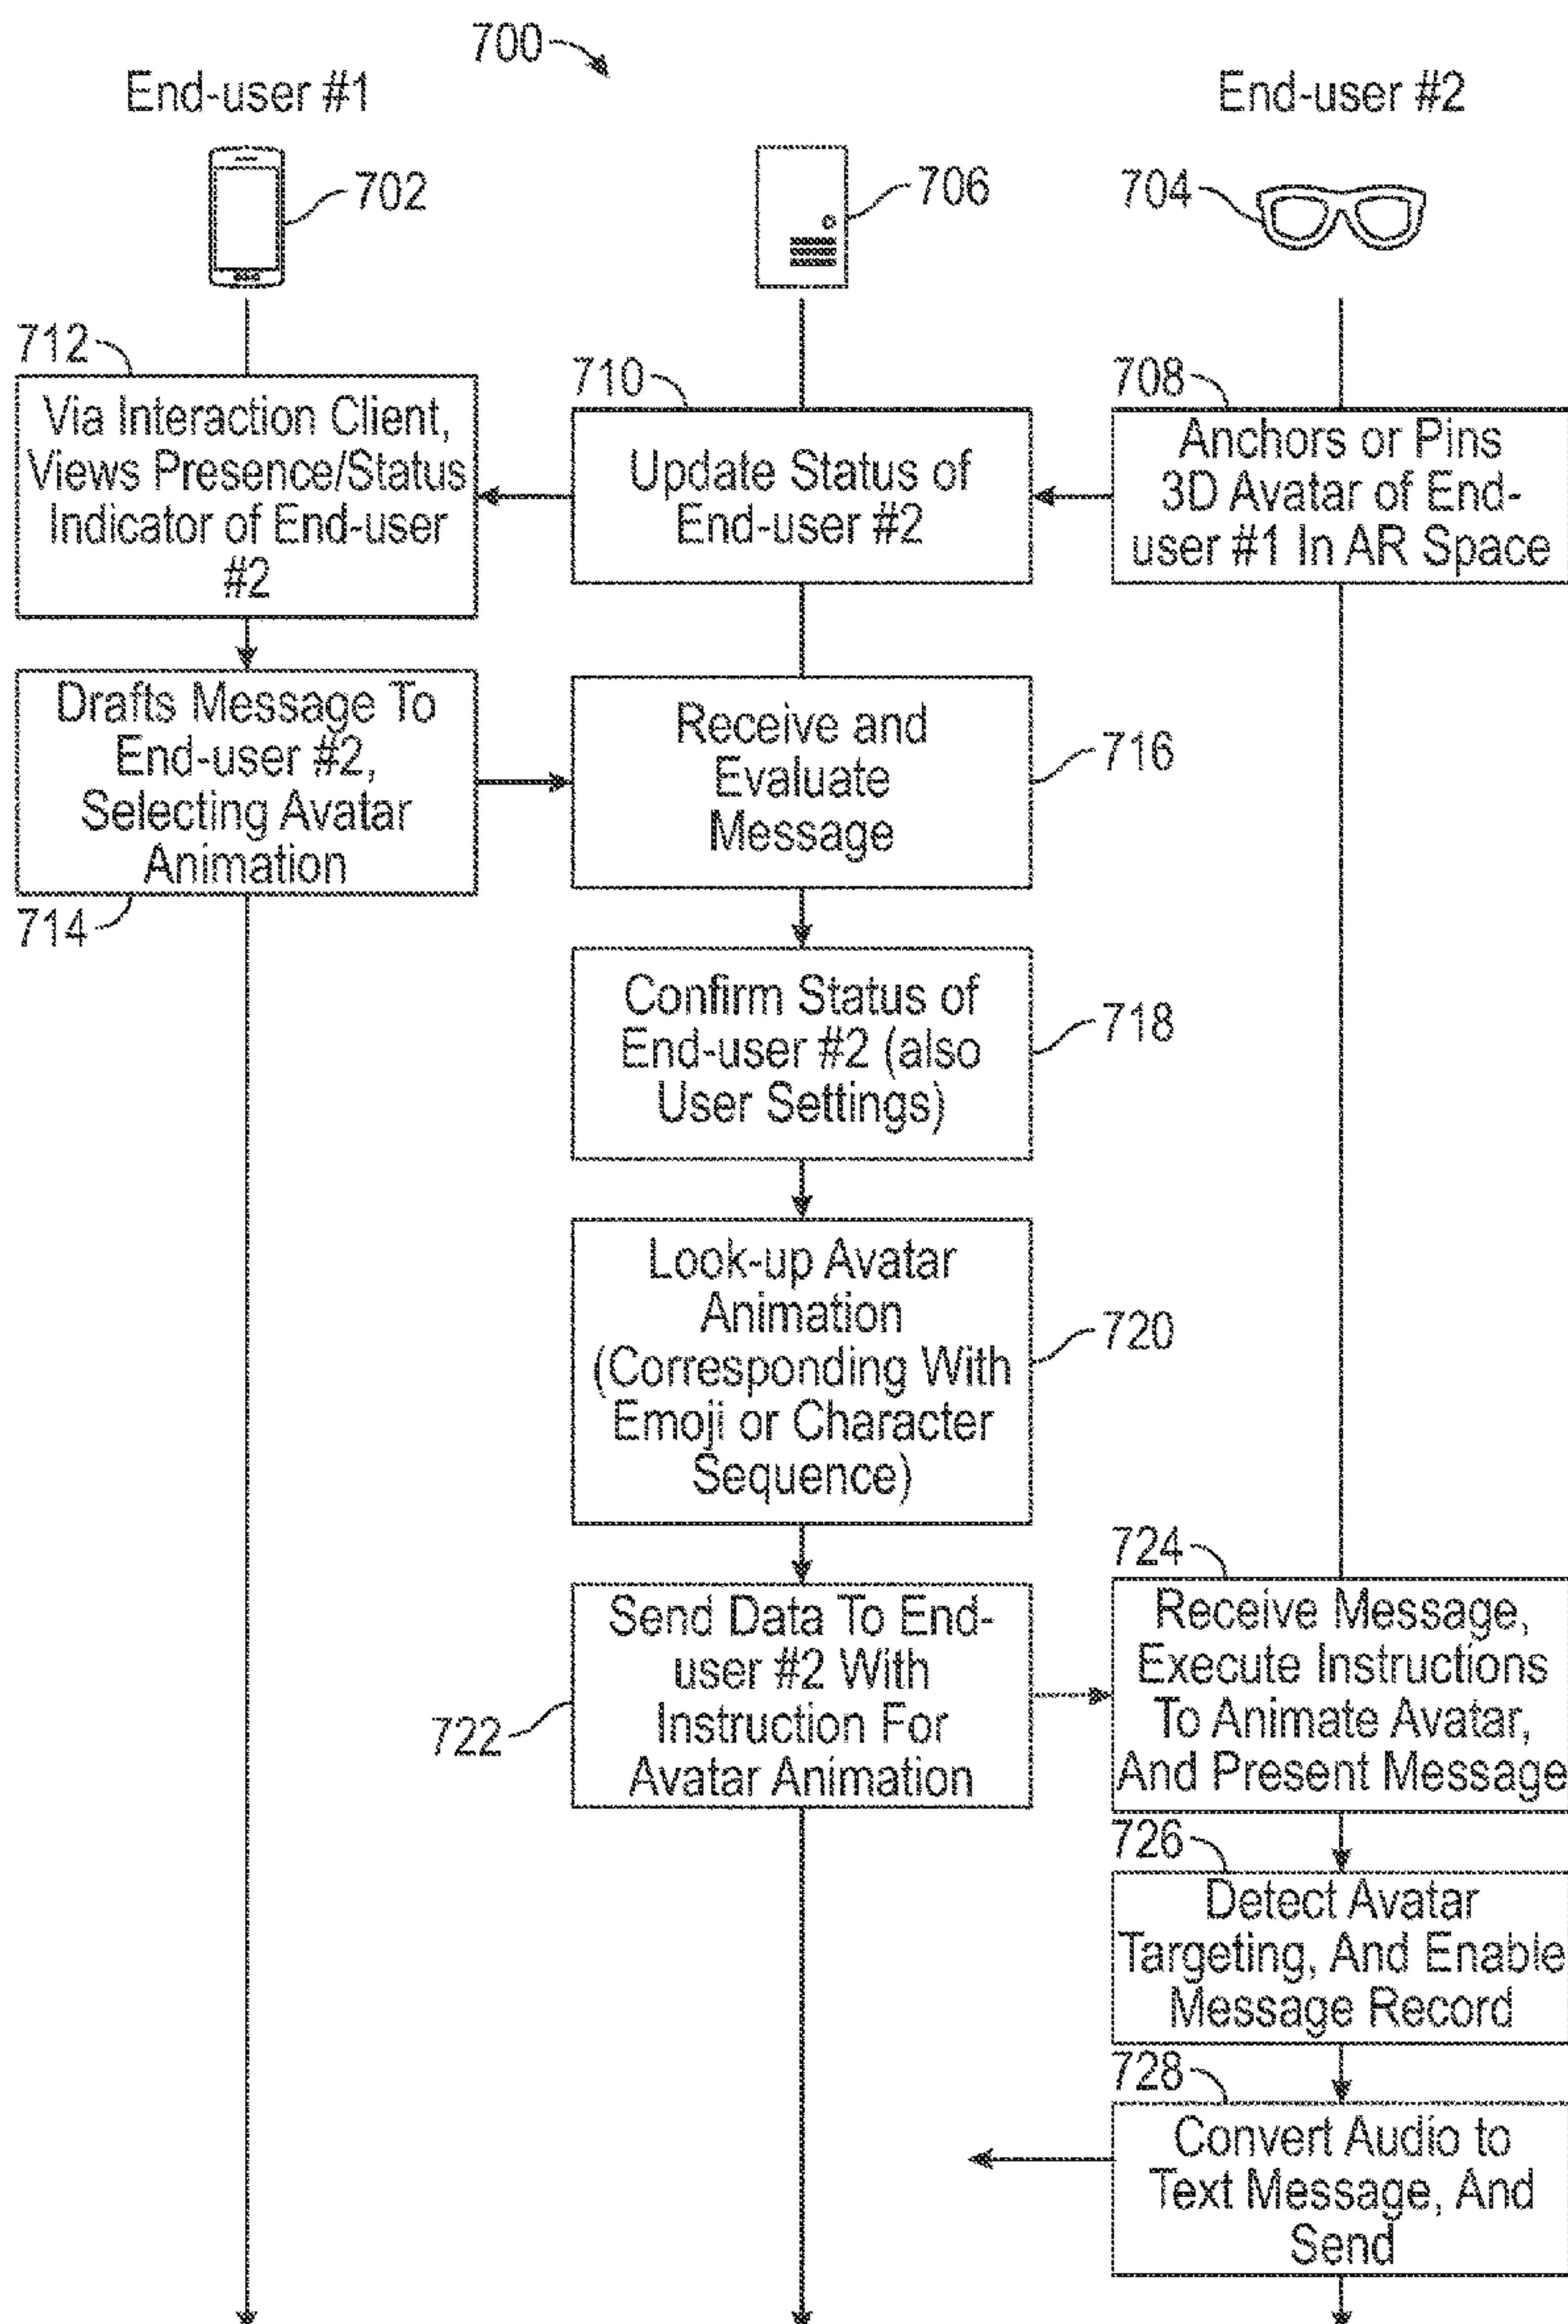 700
End-user #1
End-user #2
702
706
704
712
Via Interaction Client,
Views Presence/Status
Indicator of End-user
#2
710
Update Status of
End-user #2
708
Anchors or Pins
3D Avatar of End-
user #1 In AR Space
Drafts Message To
End-user #2,
Selecting Avatar
Animation
714
Receive and
Evaluate
Message
716
Confirm Status of
End-user #2 (also
User Settings)
718
Look-up Avatar
Animation
(Corresponding With
Emoji or Character
Sequence)
720
Send Data To End-
user #2 With
Instruction For
Avatar Animation
722
724
Receive Message,
Execute Instructions
To Animate Avatar,
And Present Message
726
Detect Avatar
Targeting, And Enable
Message Record
728
Convert Audio to
Text Message, And
Send